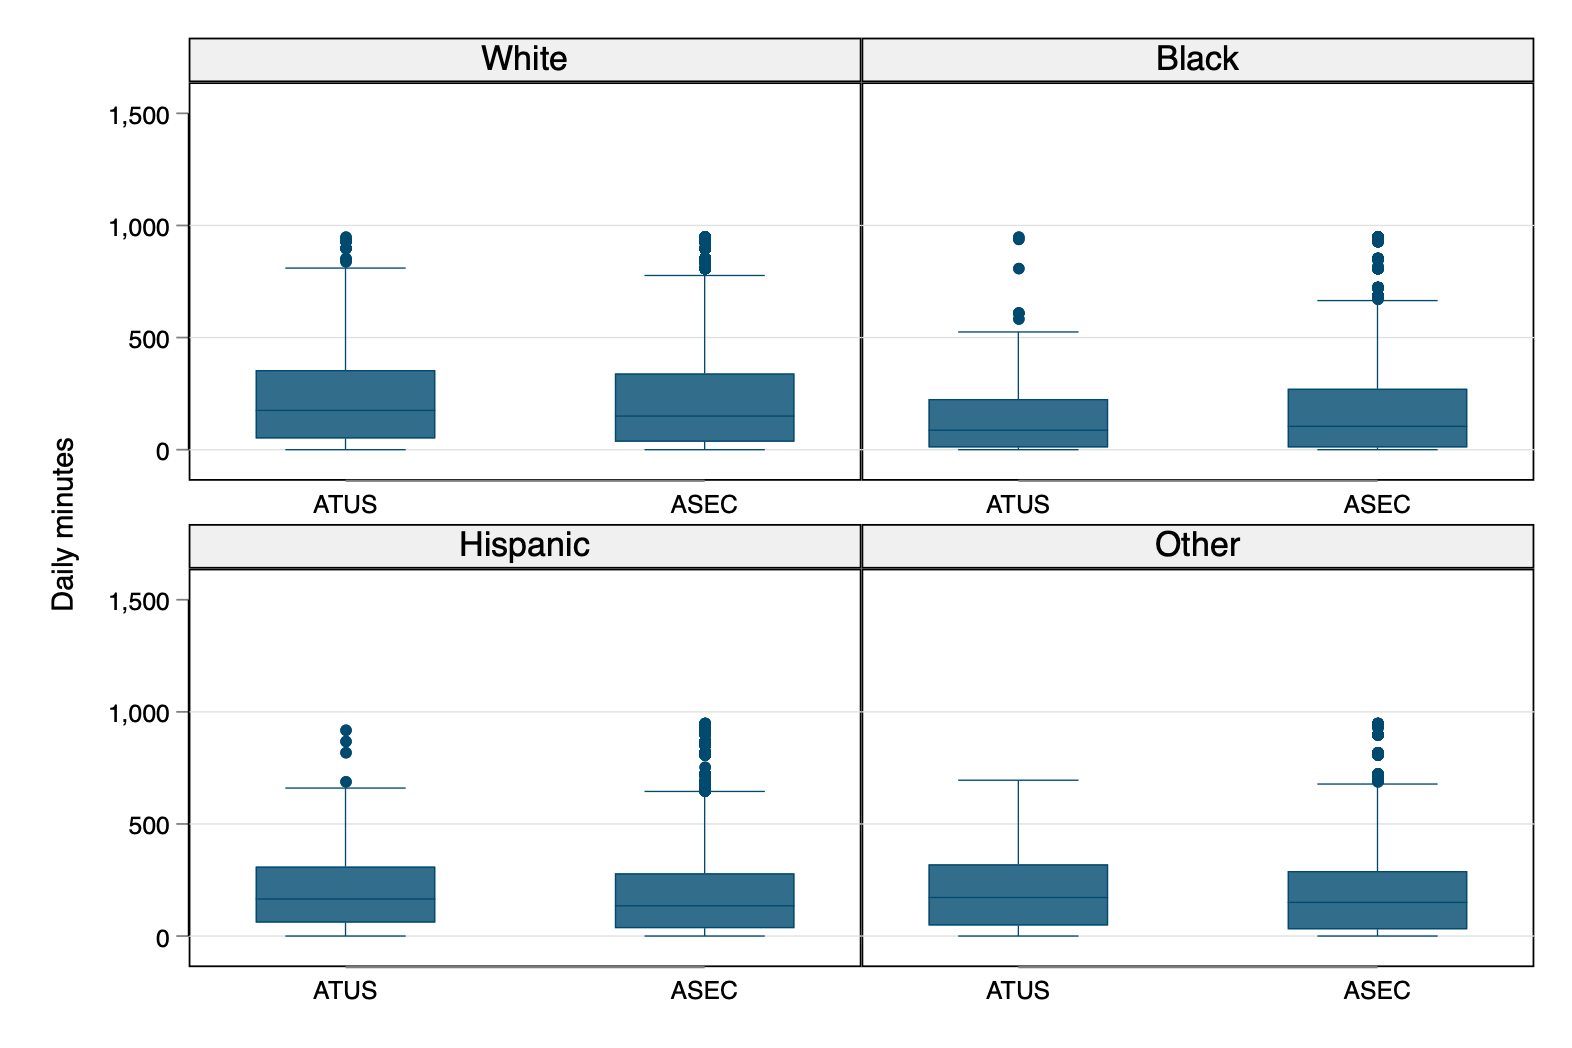 White
Black
1,500
1,000
500
0
ATUS
ASEC
ATUS
ASEC
Daily minutes
Hispanic
Other
1,500
1,000
500
0
ATUS
ASEC
ATUS
ASEC